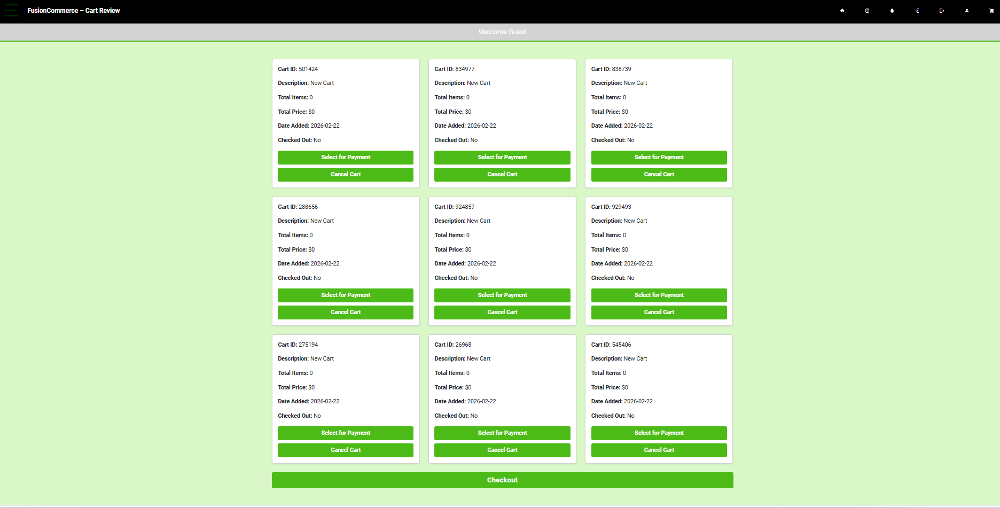 FusionCommerce – Cart Review
Welcome Guest
Cart ID: 501424
Description: New Cart
Total Items: 0
Total Price: $0
Date Added: 2026-02-22
Checked Out: No
Select for Payment
Cancel Cart
Cart ID: 834977
Description: New Cart
Total Items: 0
Total Price: $0
Date Added: 2026-02-22
Checked Out: No
Select for Payment
Cancel Cart
Cart ID: 838739
Description: New Cart
Total Items: 0
Total Price: $0
Date Added: 2026-02-22
Checked Out: No
Select for Payment
Cancel Cart
Cart ID: 288656
Description: New Cart
Total Items: 0
Total Price: $0
Date Added: 2026-02-22
Checked Out: No
Select for Payment
Cancel Cart
Cart ID: 924857
Description: New Cart
Total Items: 0
Total Price: $0
Date Added: 2026-02-22
Checked Out: No
Select for Payment
Cancel Cart
Cart ID: 929493
Description: New Cart
Total Items: 0
Total Price: $0
Date Added: 2026-02-22
Checked Out: No
Select for Payment
Cancel Cart
Cart ID: 275194
Description: New Cart
Total Items: 0
Total Price: $0
Date Added: 2026-02-22
Checked Out: No
Select for Payment
Cancel Cart
Cart ID: 26968
Description: New Cart
Total Items: 0
Total Price: $0
Date Added: 2026-02-22
Checked Out: No
Select for Payment
Cancel Cart
Cart ID: 545406
Description: New Cart
Total Items: 0
Total Price: $0
Date Added: 2026-02-22
Checked Out: No
Select for Payment
Cancel Cart
Checkout